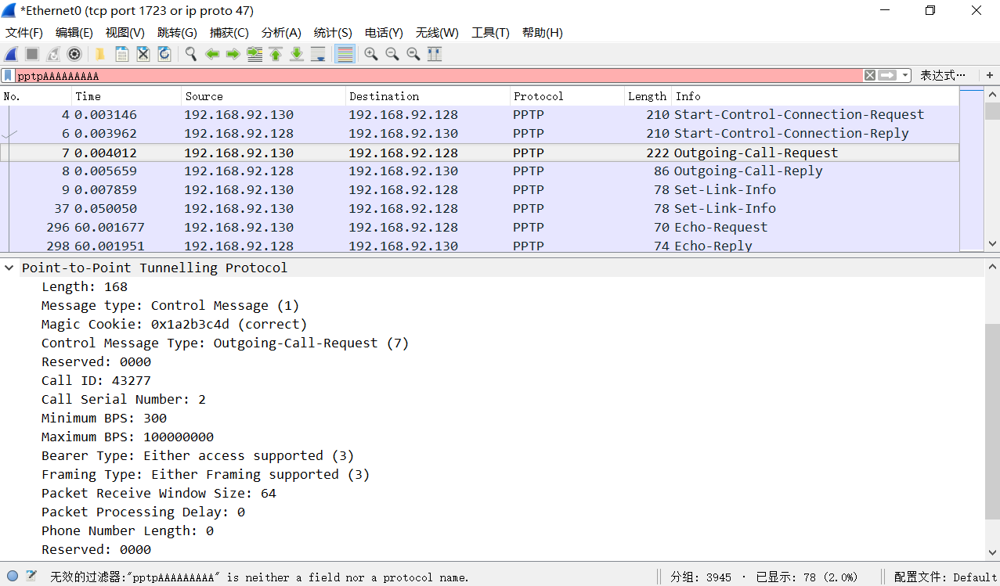 *Ethernet0 (tcp port 1723 or ip proto 47)
文件(F) 编辑(E) 视图(V) 跳转(G) 捕获(C) 分析(A) 统计(S) 电话(Y) 无线(W) 工具(T) 帮助(H)
pptpAAAAAAAAA 表达式… +
No. Time Source Destination Protocol Length Info
4 0.003146 192.168.92.130 192.168.92.128 PPTP 210 Start-Control-Connection-Request
6 0.003962 192.168.92.128 192.168.92.130 PPTP 210 Start-Control-Connection-Reply
7 0.004012 192.168.92.130 192.168.92.128 PPTP 222 Outgoing-Call-Request
8 0.005659 192.168.92.128 192.168.92.130 PPTP 86 Outgoing-Call-Reply
9 0.007859 192.168.92.130 192.168.92.128 PPTP 78 Set-Link-Info
37 0.050050 192.168.92.130 192.168.92.128 PPTP 78 Set-Link-Info
296 60.001677 192.168.92.130 192.168.92.128 PPTP 70 Echo-Request
298 60.001951 192.168.92.128 192.168.92.130 PPTP 74 Echo-Reply
Point-to-Point Tunnelling Protocol
Length: 168
Message type: Control Message (1)
Magic Cookie: 0x1a2b3c4d (correct)
Control Message Type: Outgoing-Call-Request (7)
Reserved: 0000
Call ID: 43277
Call Serial Number: 2
Minimum BPS: 300
Maximum BPS: 100000000
Bearer Type: Either access supported (3)
Framing Type: Either Framing supported (3)
Packet Receive Window Size: 64
Packet Processing Delay: 0
Phone Number Length: 0
Reserved: 0000
无效的过滤器:"pptpAAAAAAAAA" is neither a field nor a protocol name. 分组: 3945 · 已显示: 78 (2.0%) 配置文件: Default